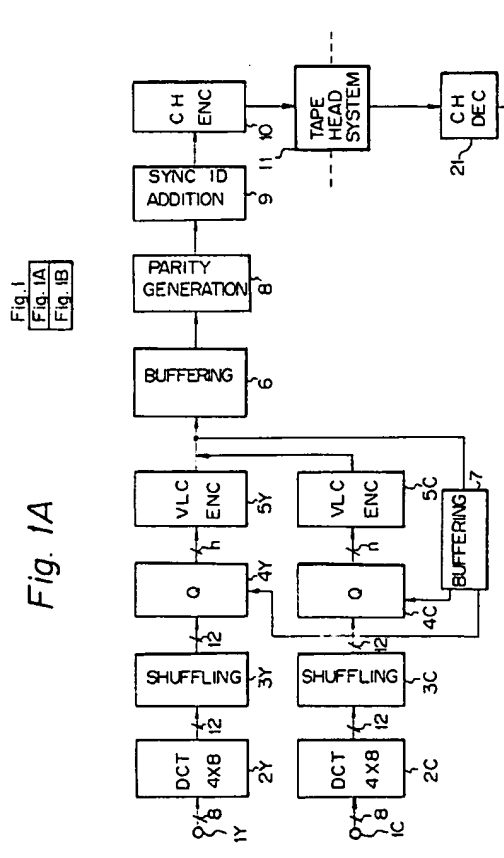 Fig. 1A
Fig. 1
Fig. 1A
Fig. 1B
1Y
8
DCT
4X8
2Y
12
SHUFFLING
3Y
12
Q
4Y
n
VLC
ENC
5Y
BUFFERING
6
PARITY
GENERATION
8
SYNC ID
ADDITION
9
CH
ENC
10
TAPE
HEAD
SYSTEM
11
CH
DEC
21
1C
8
DCT
4X8
2C
12
SHUFFLING
3C
12
Q
4C
n
VLC
ENC
5C
BUFFERING
7